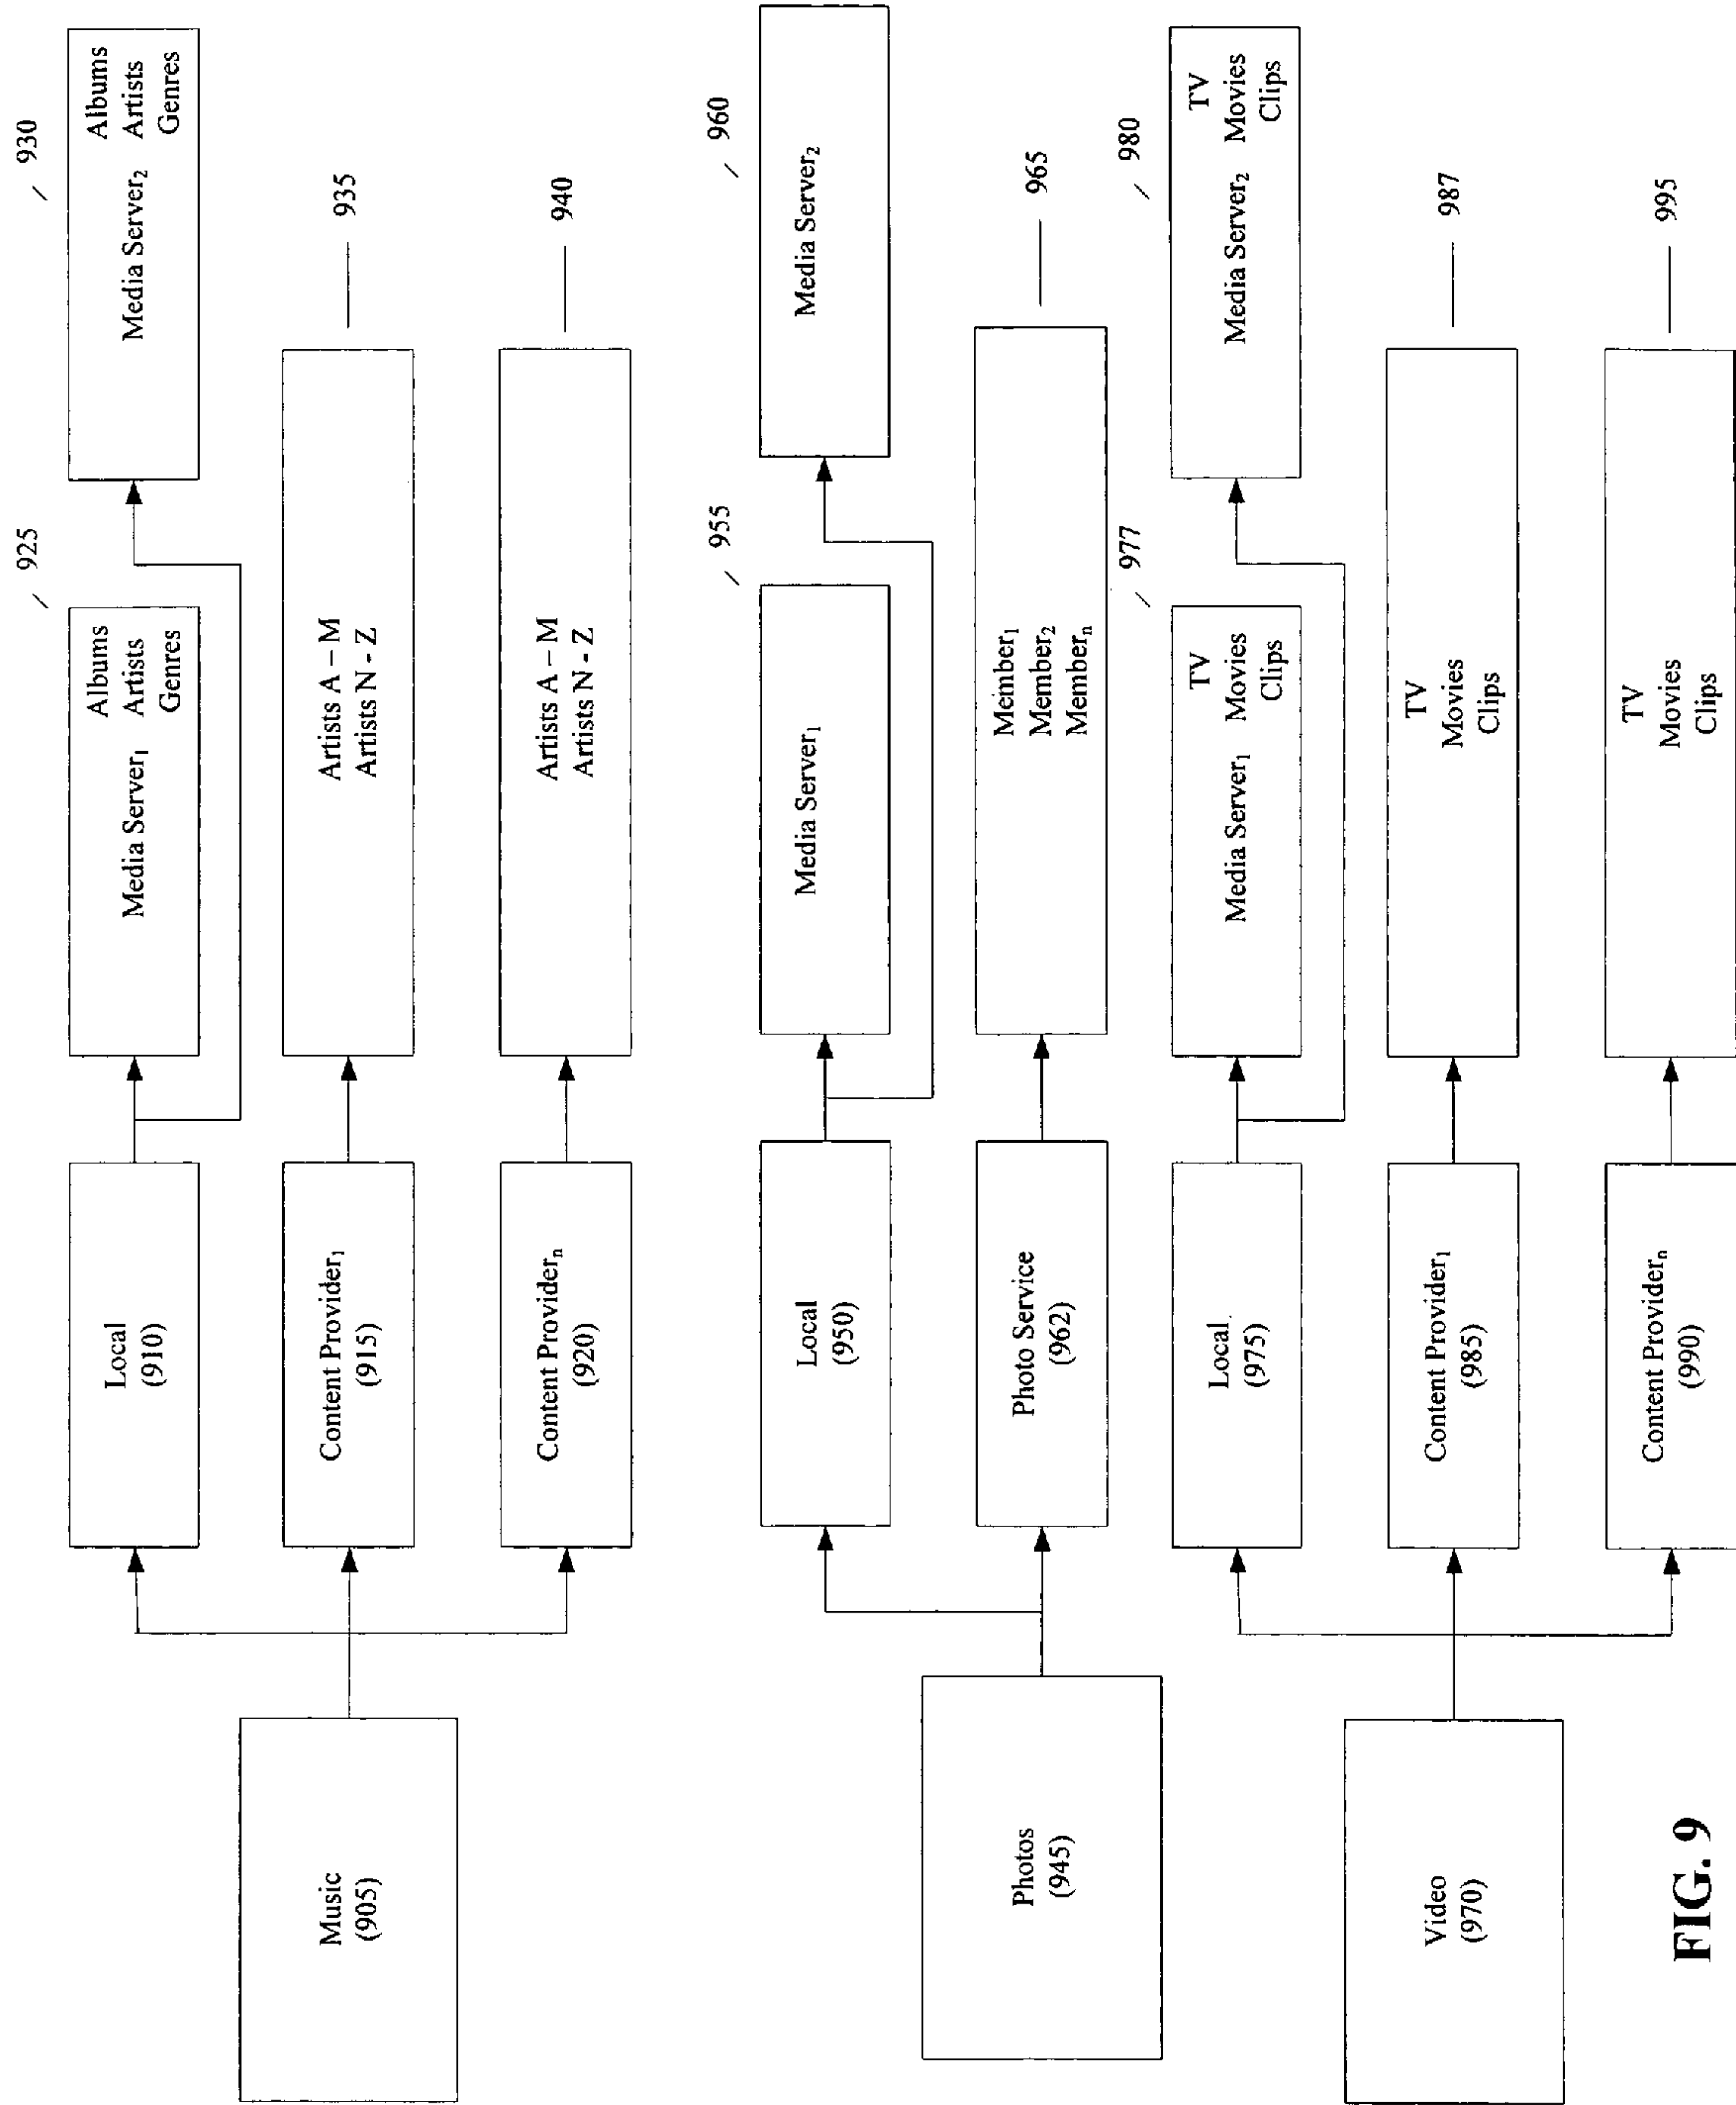 Music
(905)
Local
(910)
925
Media Server₁
Albums
Artists
Genres
930
Media Server₂
Albums
Artists
Genres
Content Provider₁
(915)
Artists A – M
Artists N - Z
935
Content Providerₙ
(920)
Artists A – M
Artists N - Z
940
Photos
(945)
Local
(950)
955
Media Server₁
960
Media Server₂
Photo Service
(962)
Member₁
Member₂
Memberₙ
965
Video
(970)
Local
(975)
977
Media Server₁
TV
Movies
Clips
980
Media Server₂
TV
Movies
Clips
Content Provider₁
(985)
TV
Movies
Clips
987
Content Providerₙ
(990)
TV
Movies
Clips
995
FIG. 9